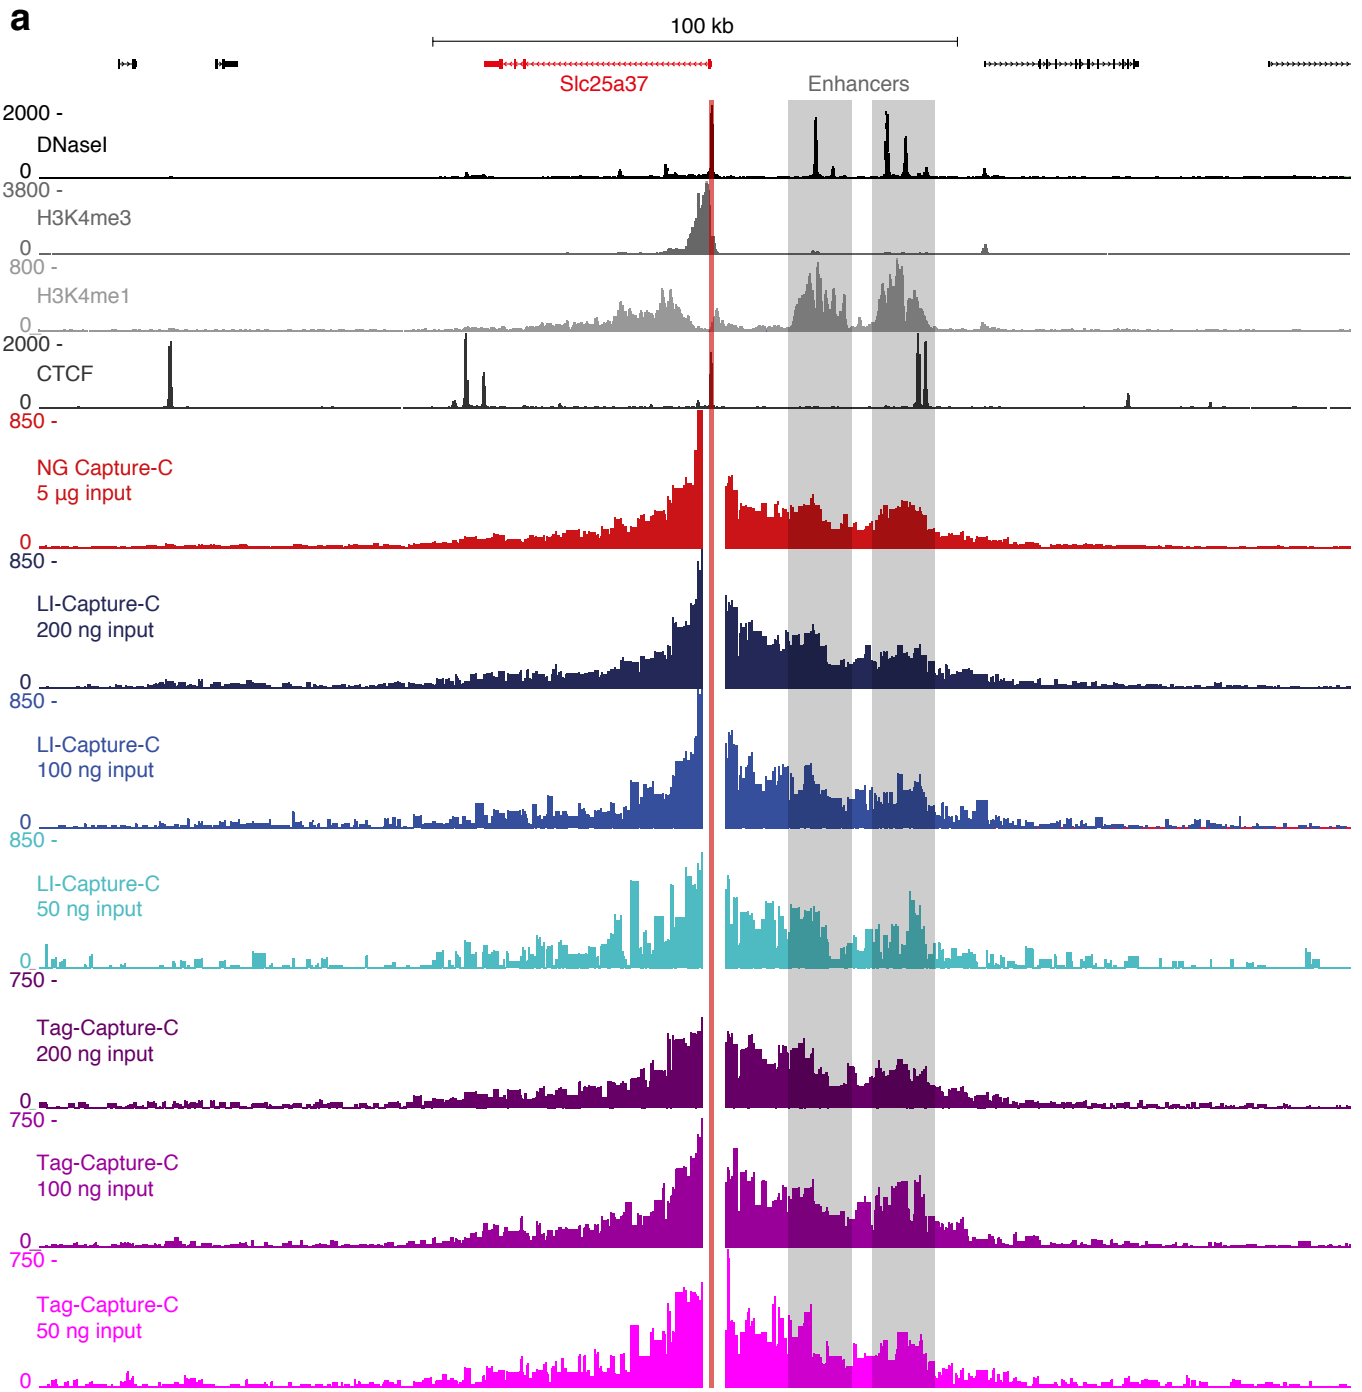 a
100 kb
Slc25a37
Enhancers
2000 -
DNaseI
0
3800 -
H3K4me3
0
800 -
H3K4me1
0
2000 -
CTCF
0
850 -
NG Capture-C
5 µg input
0
850 -
LI-Capture-C
200 ng input
0
850 -
LI-Capture-C
100 ng input
0
850 -
LI-Capture-C
50 ng input
0
750 -
Tag-Capture-C
200 ng input
0
750 -
Tag-Capture-C
100 ng input
0
750 -
Tag-Capture-C
50 ng input
0